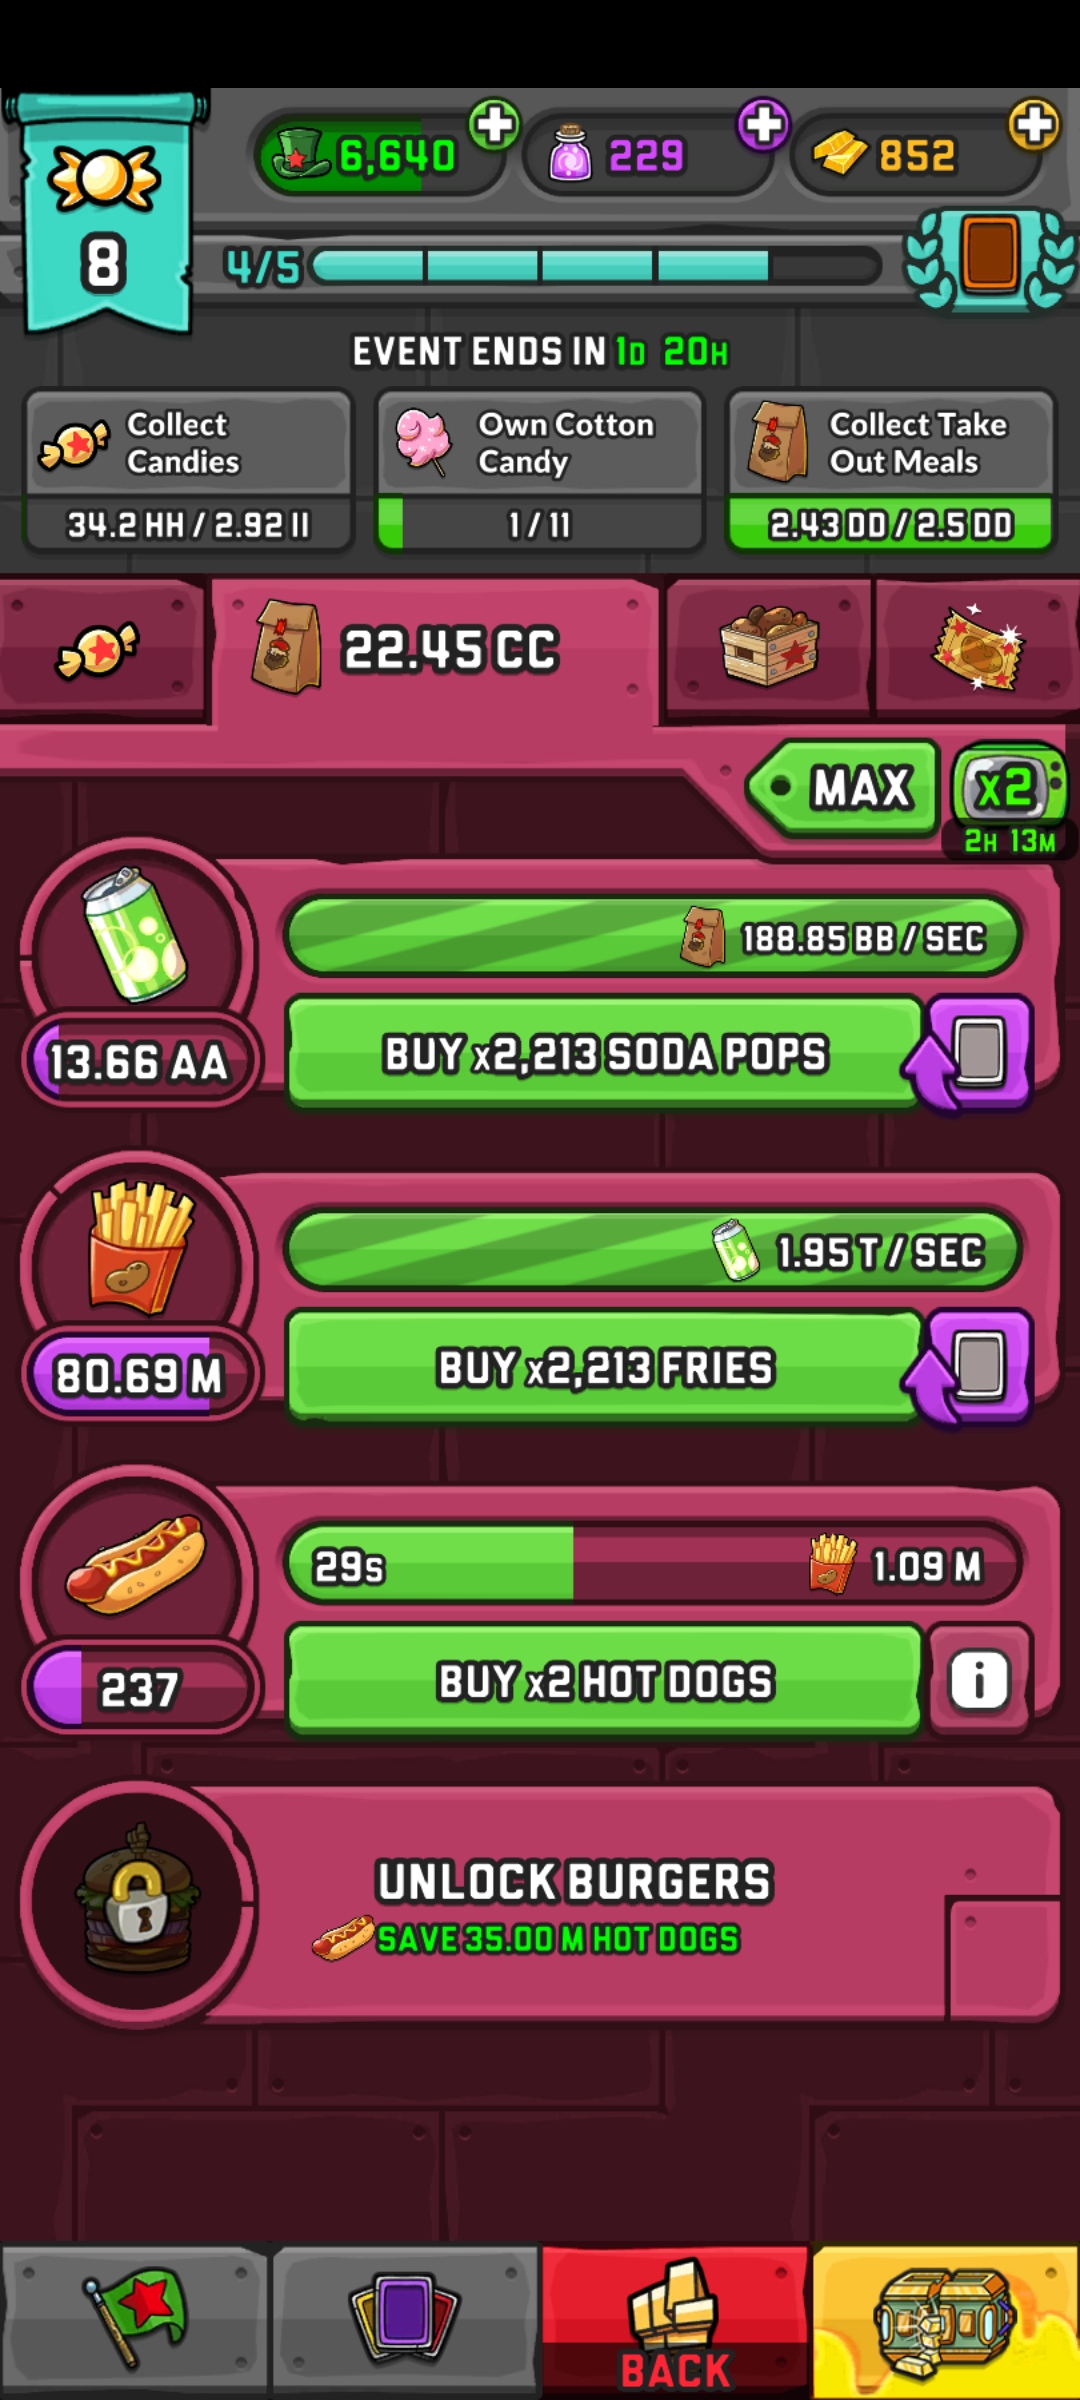 6,640
229
852
8
4/5
EVENT ENDS IN 1D 20H
Collect Candies
34.2 HH / 2.92 II
Own Cotton Candy
1 / 11
Collect Take Out Meals
2.43 DD / 2.5 DD
22.45 CC
MAX
x2
2H 13M
188.85 BB / SEC
13.66 AA
BUY x2,213 SODA POPS
1.95 T / SEC
80.69 M
BUY x2,213 FRIES
29s
1.09 M
237
BUY x2 HOT DOGS
i
UNLOCK BURGERS
SAVE 35.00 M HOT DOGS
BACK